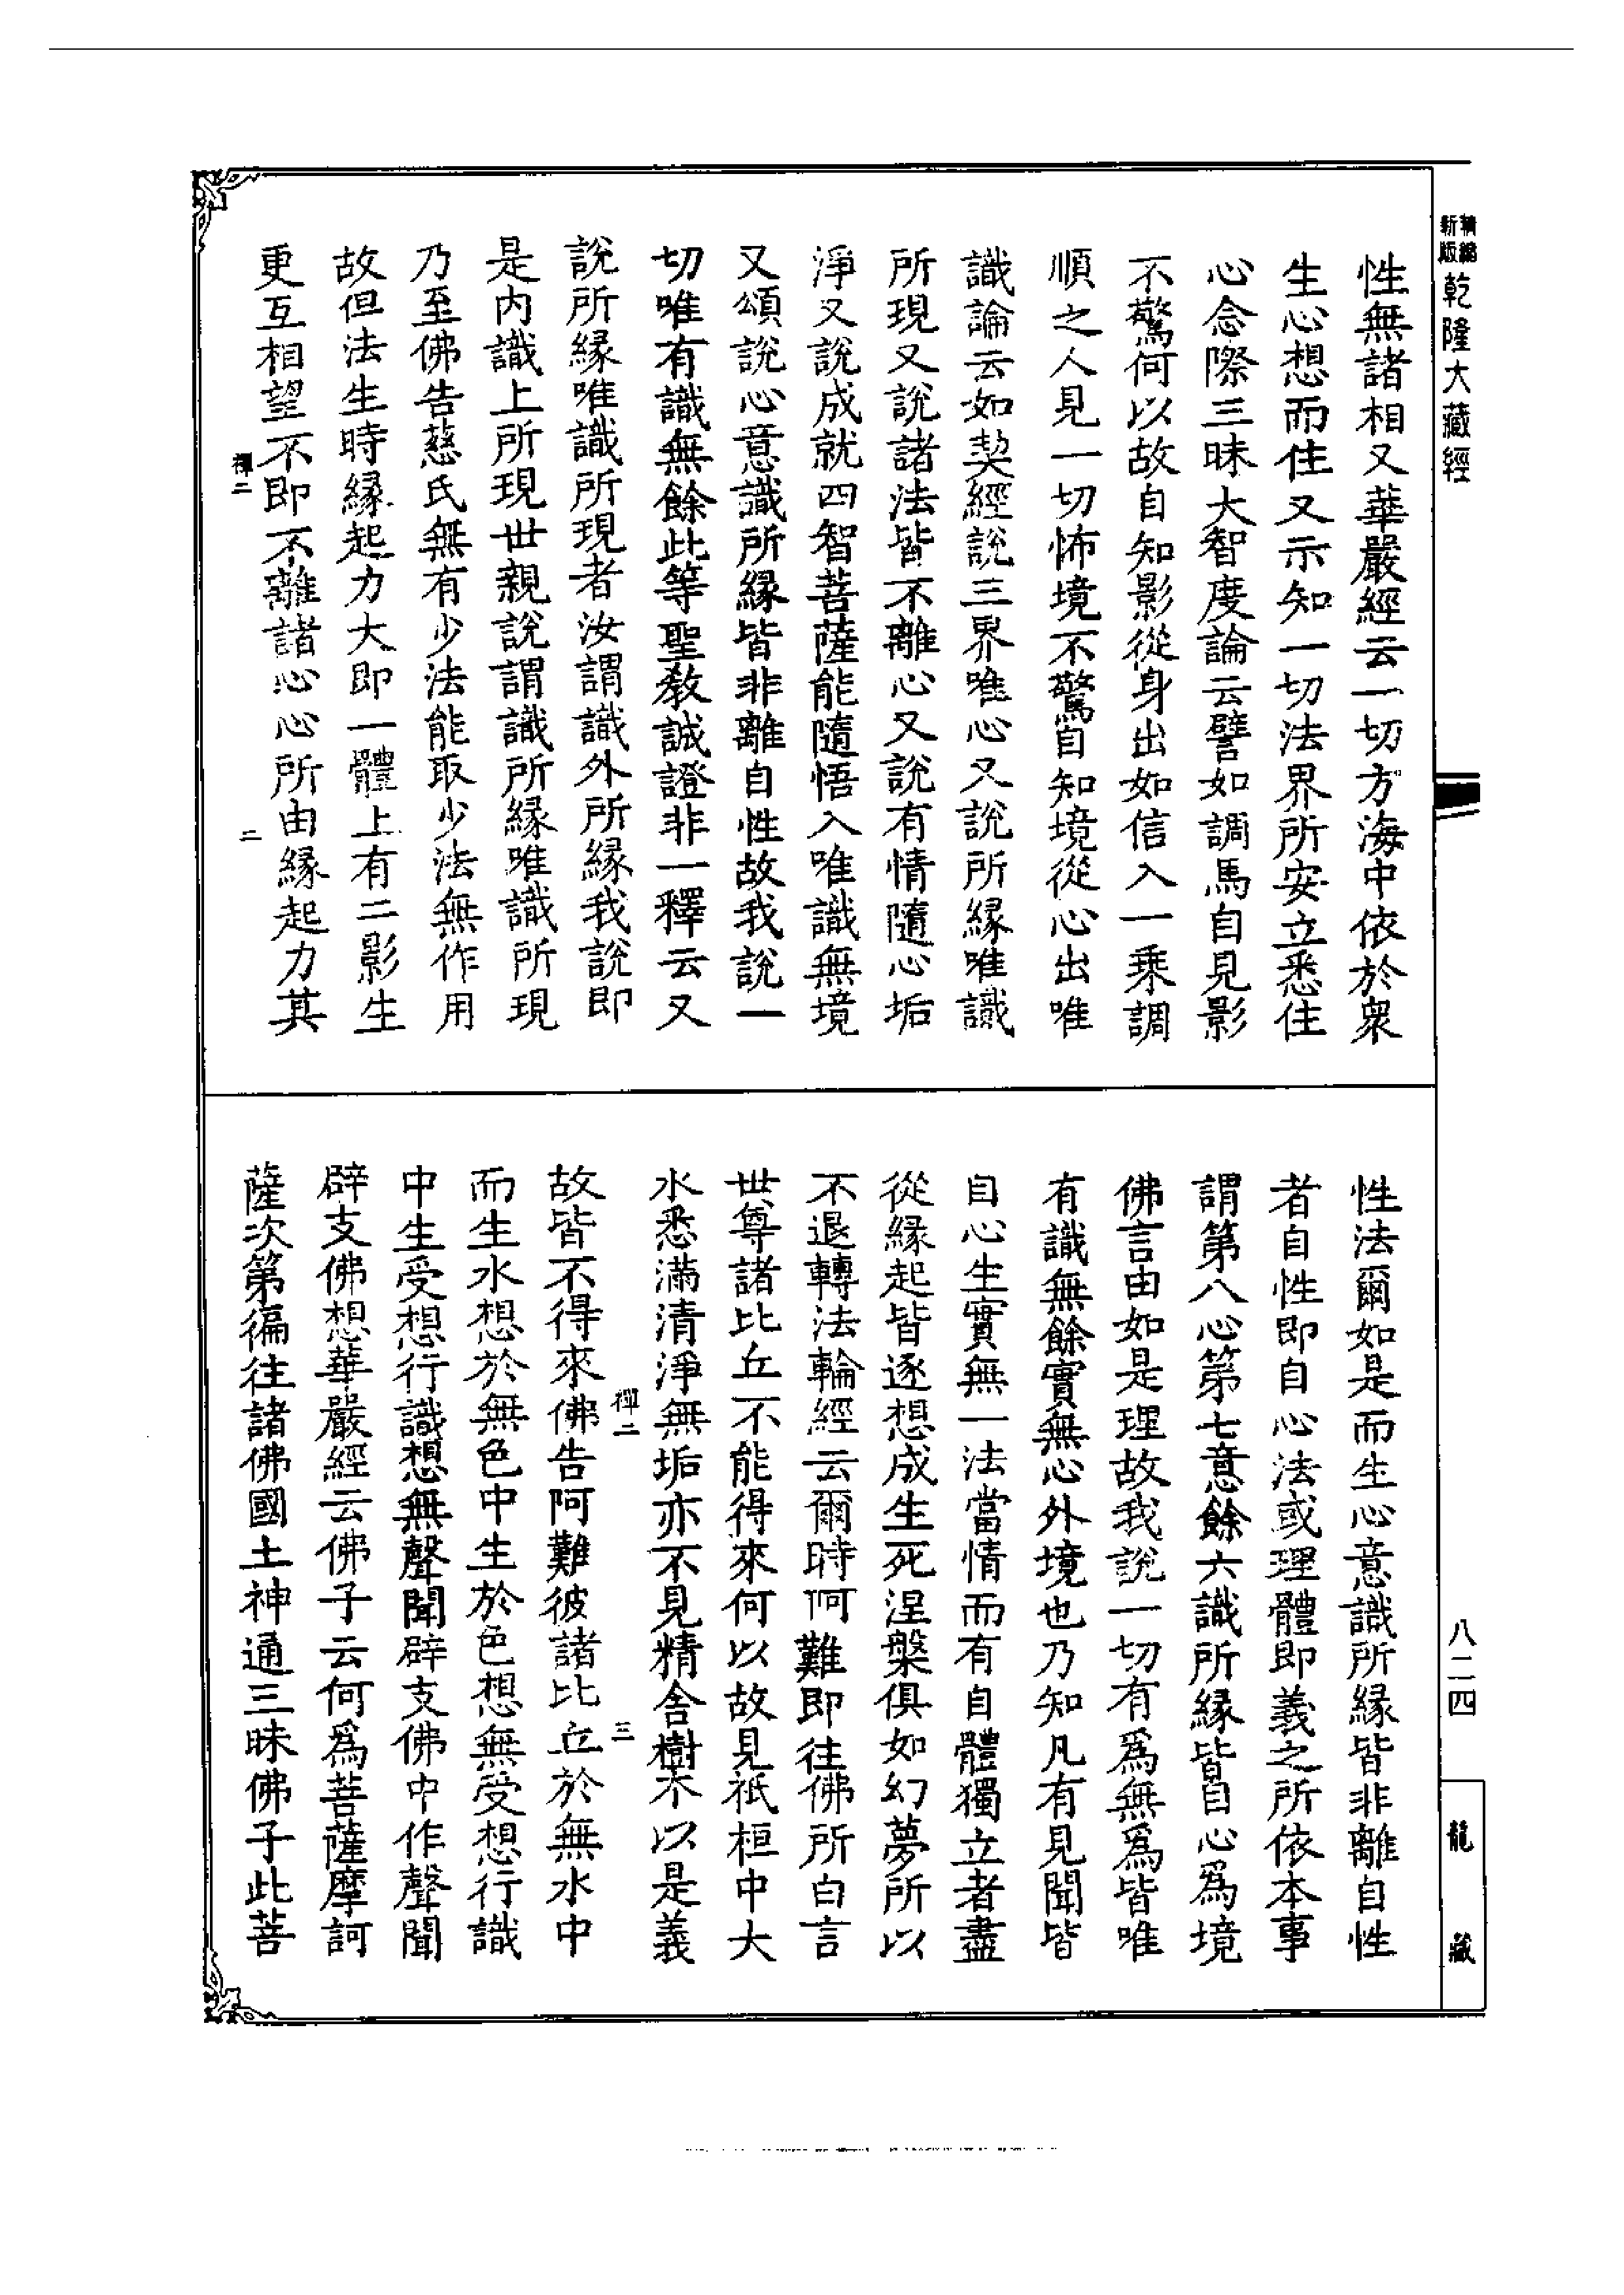 精縮新版
乾隆大藏經
性無諸相又華嚴經云一切方海中依於衆
生心想而住又示知一切法界所安立悉住
心念際三昧大智度論云譬如調馬自見影
不驚何以故自知影從身出如信入一乘調
順之人見一切怖境不驚自知境從心出唯
識論云如契經說三界唯心又說所緣唯識
所現又說諸法皆不離心又說有情隨心垢
淨又說成就四智菩薩能隨悟入唯識無境
又頌說心意識所緣皆非離自性故我說一
切唯有識無餘此等聖教誠證非一釋云又
說所緣唯識所現者汝謂識外所緣我說即
是內識上所現世親說謂識所緣唯識所現
乃至佛告慈氏無有少法能取少法無作用
故但法生時緣起力大即一體上有二影生
更互相望不即不離諸心心所由緣起力其
禪二
二
性法爾如是而生心意識所緣皆非離自性
者自性即自心法或理體即義之所依本事
謂第八心第七意餘六識所緣皆自心爲境
佛言由如是理故我說一切有爲無爲皆唯
有識無餘實無心外境也乃知凡有見聞皆
自心生實無一法當情而有自體獨立者盡
從緣起皆逐想成生死涅槃俱如幻夢所以
不退轉法輪經云爾時阿難即往佛所白言
世尊諸比丘不能得來何以故見祇桓中大
水悉滿清淨無垢亦不見精舍樹木以是義
禪二
三
故皆不得來佛告阿難彼諸比丘於無水中
而生水想於無色中生於色想無受想行識
中生受想行識想無聲聞辟支佛中作聲聞
辟支佛想華嚴經云佛子云何爲菩薩摩訶
薩次第徧往諸佛國土神通三昧佛子此菩
八二四
龍藏